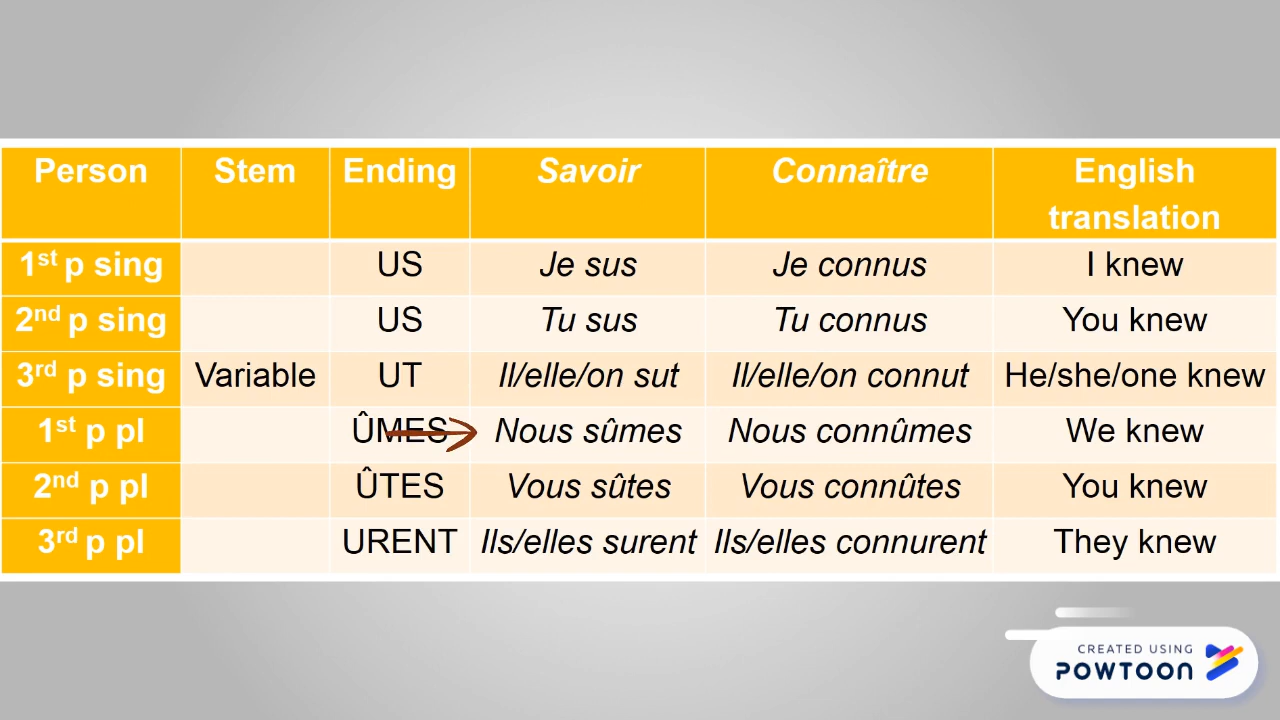 Person Stem Ending Savoir Connaître English
translation
1st p sing US Je sus Je connus I knew
2nd p sing US Tu sus Tu connus You knew
3rd p sing Variable UT Il/elle/on sut Il/elle/on connut He/she/one knew
1st p pl ÛMES Nous sûmes Nous connûmes We knew
2nd p pl ÛTES Vous sûtes Vous connûtes You knew
3rd p pl URENT Ils/elles surent Ils/elles connurent They knew
CREATED USING
POWTOON